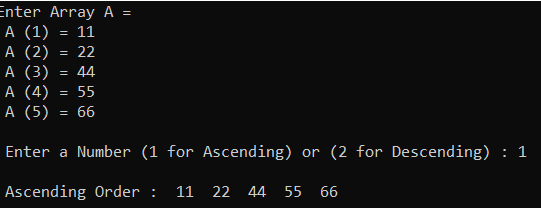 Enter Array A =
A (1) = 11
A (2) = 22
A (3) = 44
A (4) = 55
A (5) = 66
Enter a Number (1 for Ascending) or (2 for Descending) : 1
Ascending Order :  11  22  44  55  66